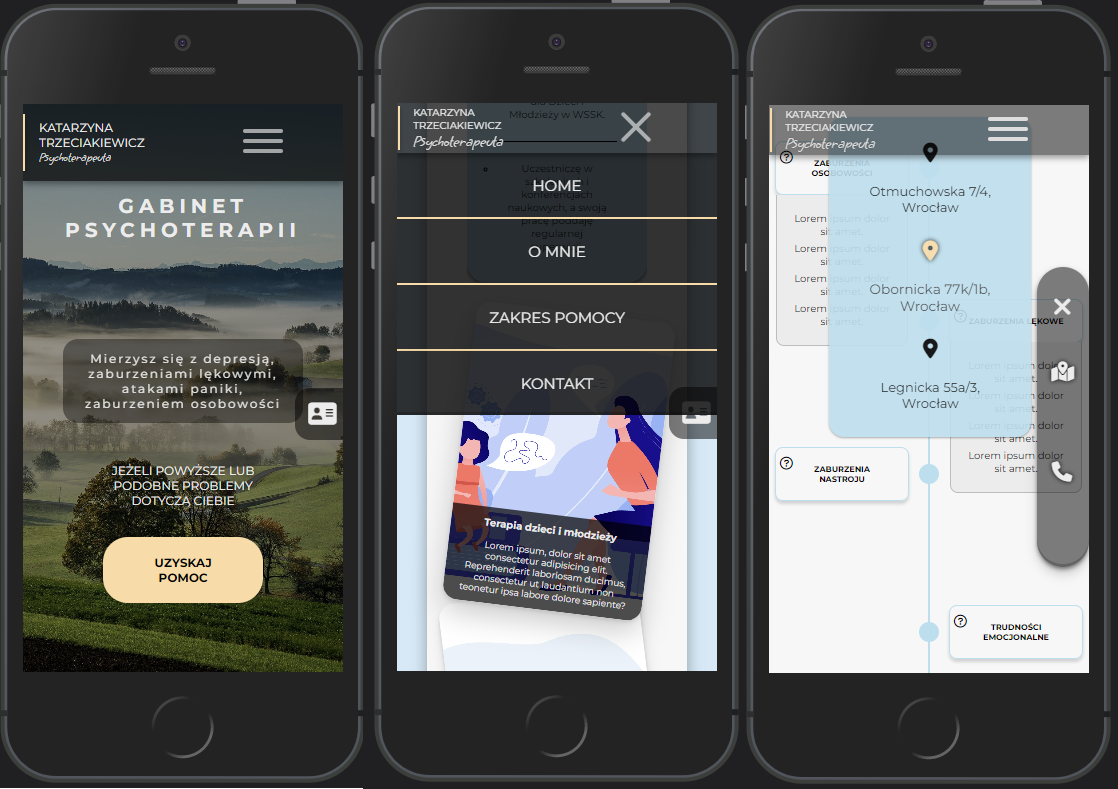 KATARZYNA
TRZECIAKIEWICZ
Psychoterapeuta
GABINET
PSYCHOTERAPII
Mierzysz się z depresją,
zaburzeniami lękowymi,
atakami paniki,
zaburzeniem osobowości
JEŻELI POWYŻSZE LUB
PODOBNE PROBLEMY
DOTYCZĄ CIEBIE
UZYSKAJ
POMOC
KATARZYNA
TRZECIAKIEWICZ
Psychoterapeuta
Młodzieży w WSSK.
Uczestniczę w
konferencjach
naukowych, a swoją
pracę poddaję
regularnej
HOME
O MNIE
ZAKRES POMOCY
KONTAKT
Terapia dzieci i młodzieży
Lorem ipsum, dolor sit amet
consectetur adipisicing elit.
Reprehenderit laboriosam ducimus,
consectetur ut laudantium non
teonetur ipsa labore dolore sapiente?
KATARZYNA
TRZECIAKIEWICZ
Psychoterapeuta
ZABURZENIA
OSOBOWOŚCI
Lorem ipsum dolor
sit amet.
Lorem ipsum dolor
sit amet.
Lorem ipsum dolor
sit amet.
Lorem ipsum dolor
sit amet.
Otmuchowska 7/4,
Wrocław
Obornicka 77k/1b,
Wrocław
Legnicka 55a/3,
Wrocław
ZABURZENIA LĘKOWE
Lorem ipsum dolor
sit amet.
Lorem ipsum dolor
sit amet.
Lorem ipsum dolor
sit amet.
Lorem ipsum dolor
sit amet.
ZABURZENIA
NASTROJU
TRUDNOŚCI
EMOCJONALNE